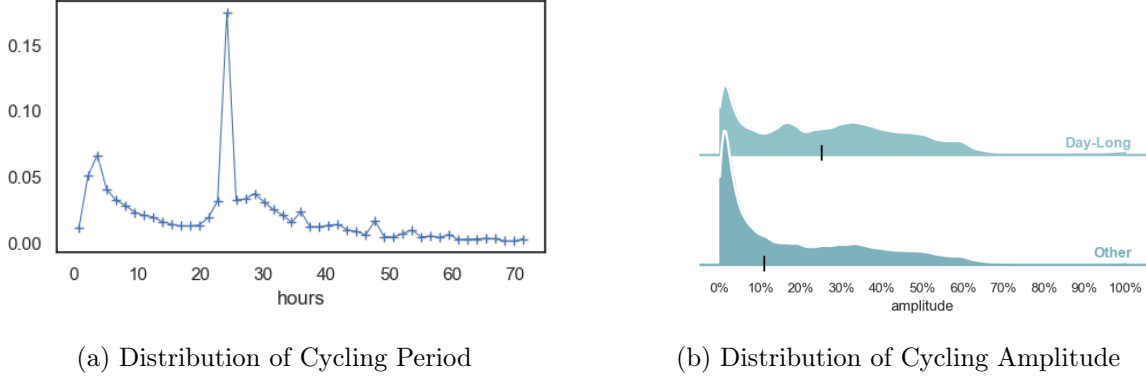 0.15
0.10
0.05
0.00
0 10 20 30 40 50 60 70
hours
(a) Distribution of Cycling Period
Day-Long
Other
0% 10% 20% 30% 40% 50% 60% 70% 80% 90% 100%
amplitude
(b) Distribution of Cycling Amplitude